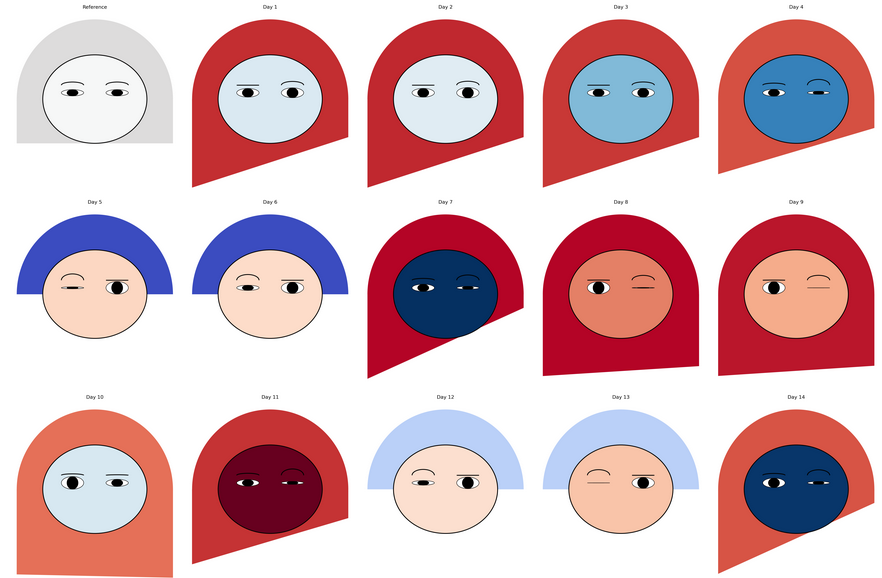 Reference
Day 1
Day 2
Day 3
Day 4
Day 5
Day 6
Day 7
Day 8
Day 9
Day 10
Day 11
Day 12
Day 13
Day 14